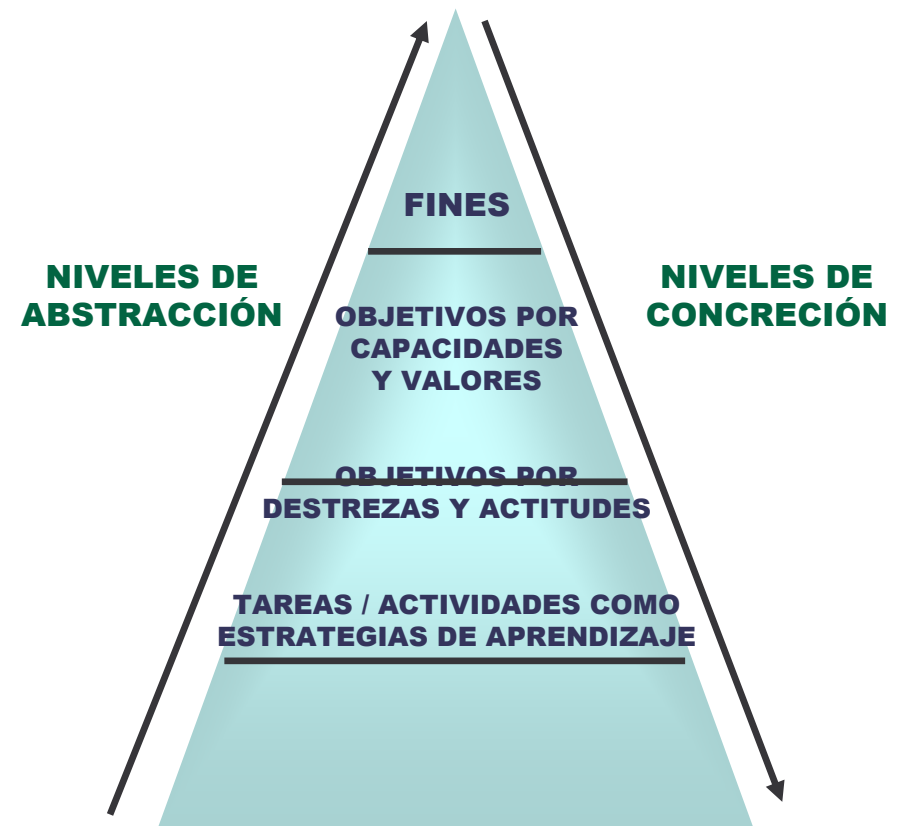 FINES
NIVELES DE
ABSTRACCIÓN
NIVELES DE
CONCRECIÓN
OBJETIVOS POR
CAPACIDADES
Y VALORES
OBJETIVOS POR
DESTREZAS Y ACTITUDES
TAREAS / ACTIVIDADES COMO
ESTRATEGIAS DE APRENDIZAJE